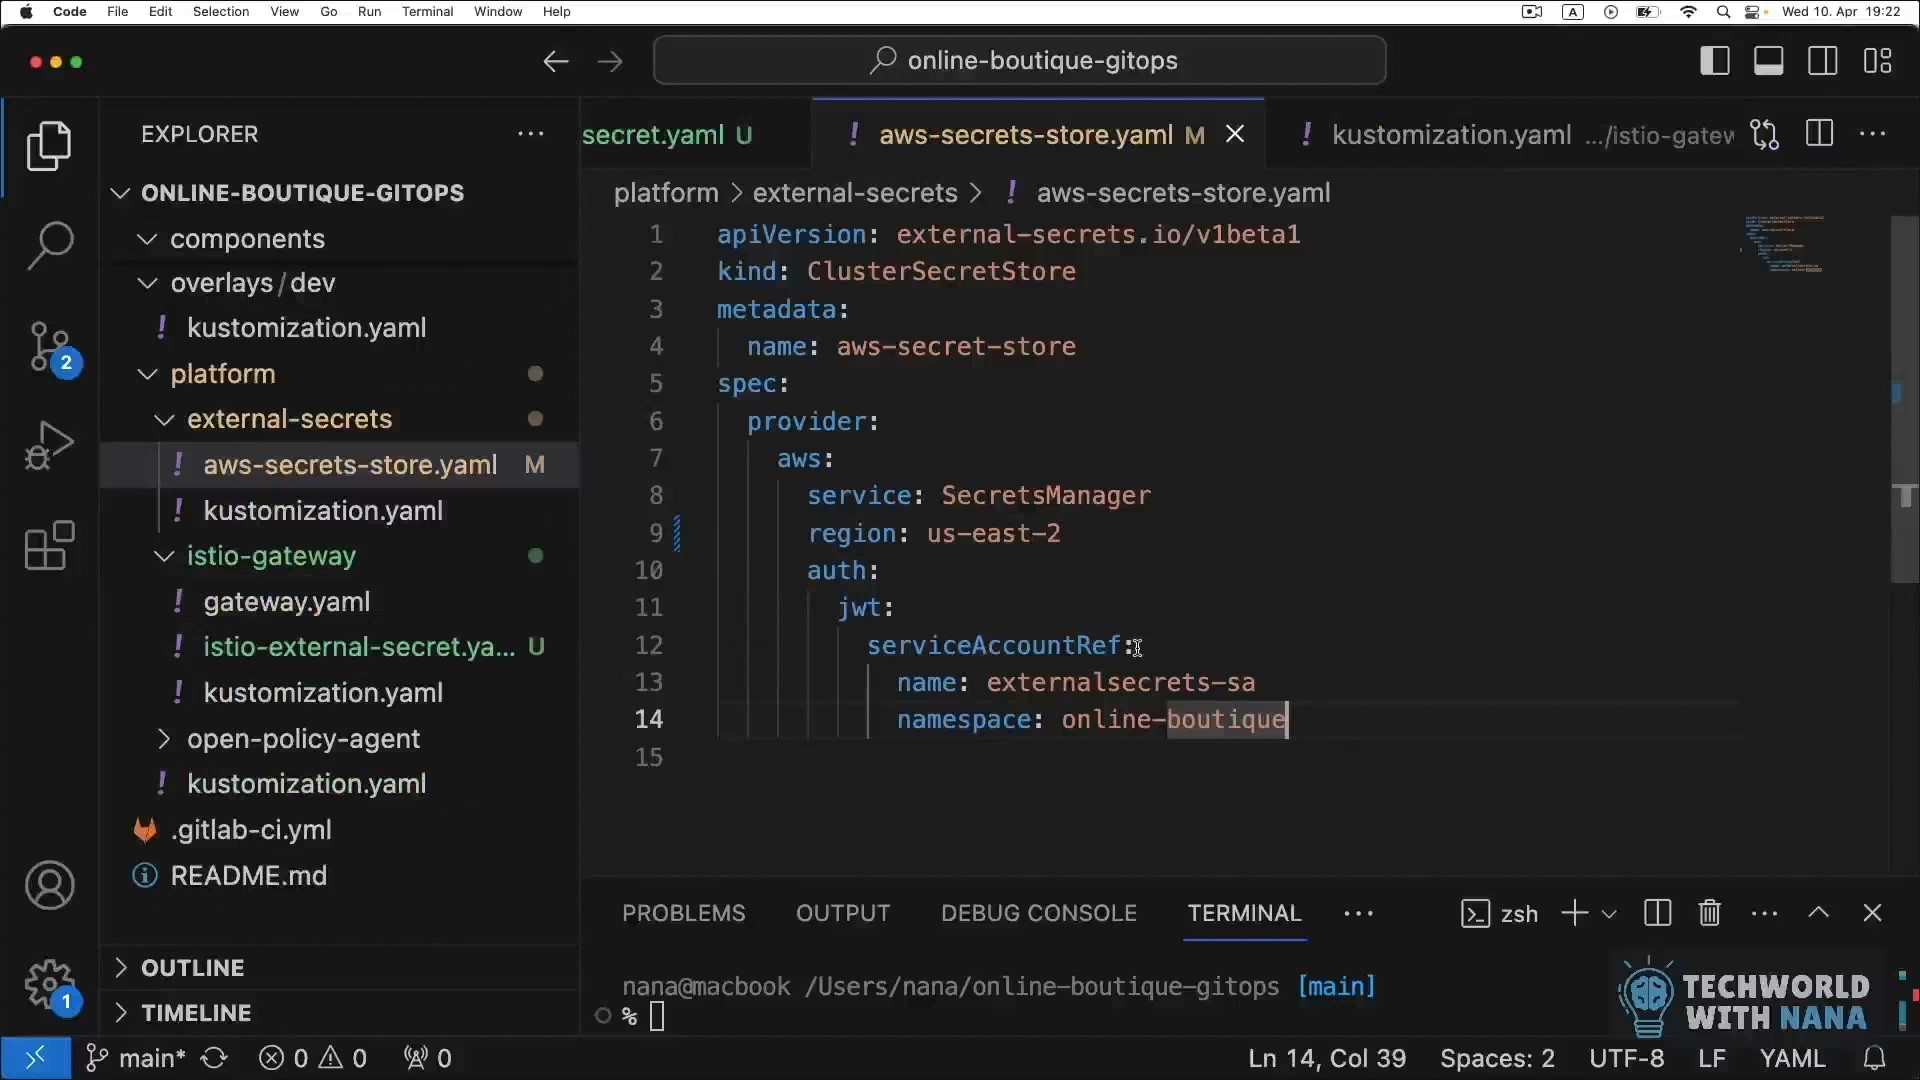 Code File Edit Selection View Go Run Terminal Window Help A Wed 10. Apr 19:22
online-boutique-gitops
EXPLORER
ONLINE-BOUTIQUE-GITOPS
components
overlays/dev
kustomization.yaml
platform
external-secrets
aws-secrets-store.yaml M
kustomization.yaml
istio-gateway
gateway.yaml
istio-external-secret.ya... U
kustomization.yaml
open-policy-agent
kustomization.yaml
.gitlab-ci.yml
README.md
OUTLINE
TIMELINE
2
1
secret.yaml U
! aws-secrets-store.yaml M
! kustomization.yaml .../istio-gatew
platform > external-secrets > ! aws-secrets-store.yaml
1 apiVersion: external-secrets.io/v1beta1
2 kind: ClusterSecretStore
3 metadata:
4 name: aws-secret-store
5 spec:
6 provider:
7 aws:
8 service: SecretsManager
9 region: us-east-2
10 auth:
11 jwt:
12 serviceAccountRef:
13 name: externalsecrets-sa
14 namespace: online-boutique
15
PROBLEMS OUTPUT DEBUG CONSOLE TERMINAL ... zsh
nana@macbook /Users/nana/online-boutique-gitops [main]
%
TECHWORLD
WITH NANA
main* 0 0 0 Ln 14, Col 39 Spaces: 2 UTF-8 LF YAML